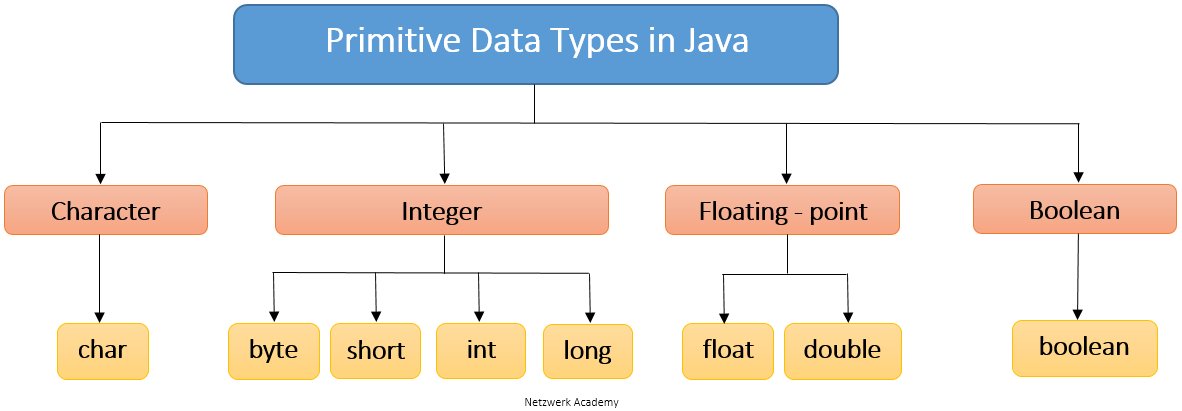 Primitive Data Types in Java
Character
Integer
Floating - point
Boolean
char
byte
short
int
long
float
double
boolean
Netzwerk Academy